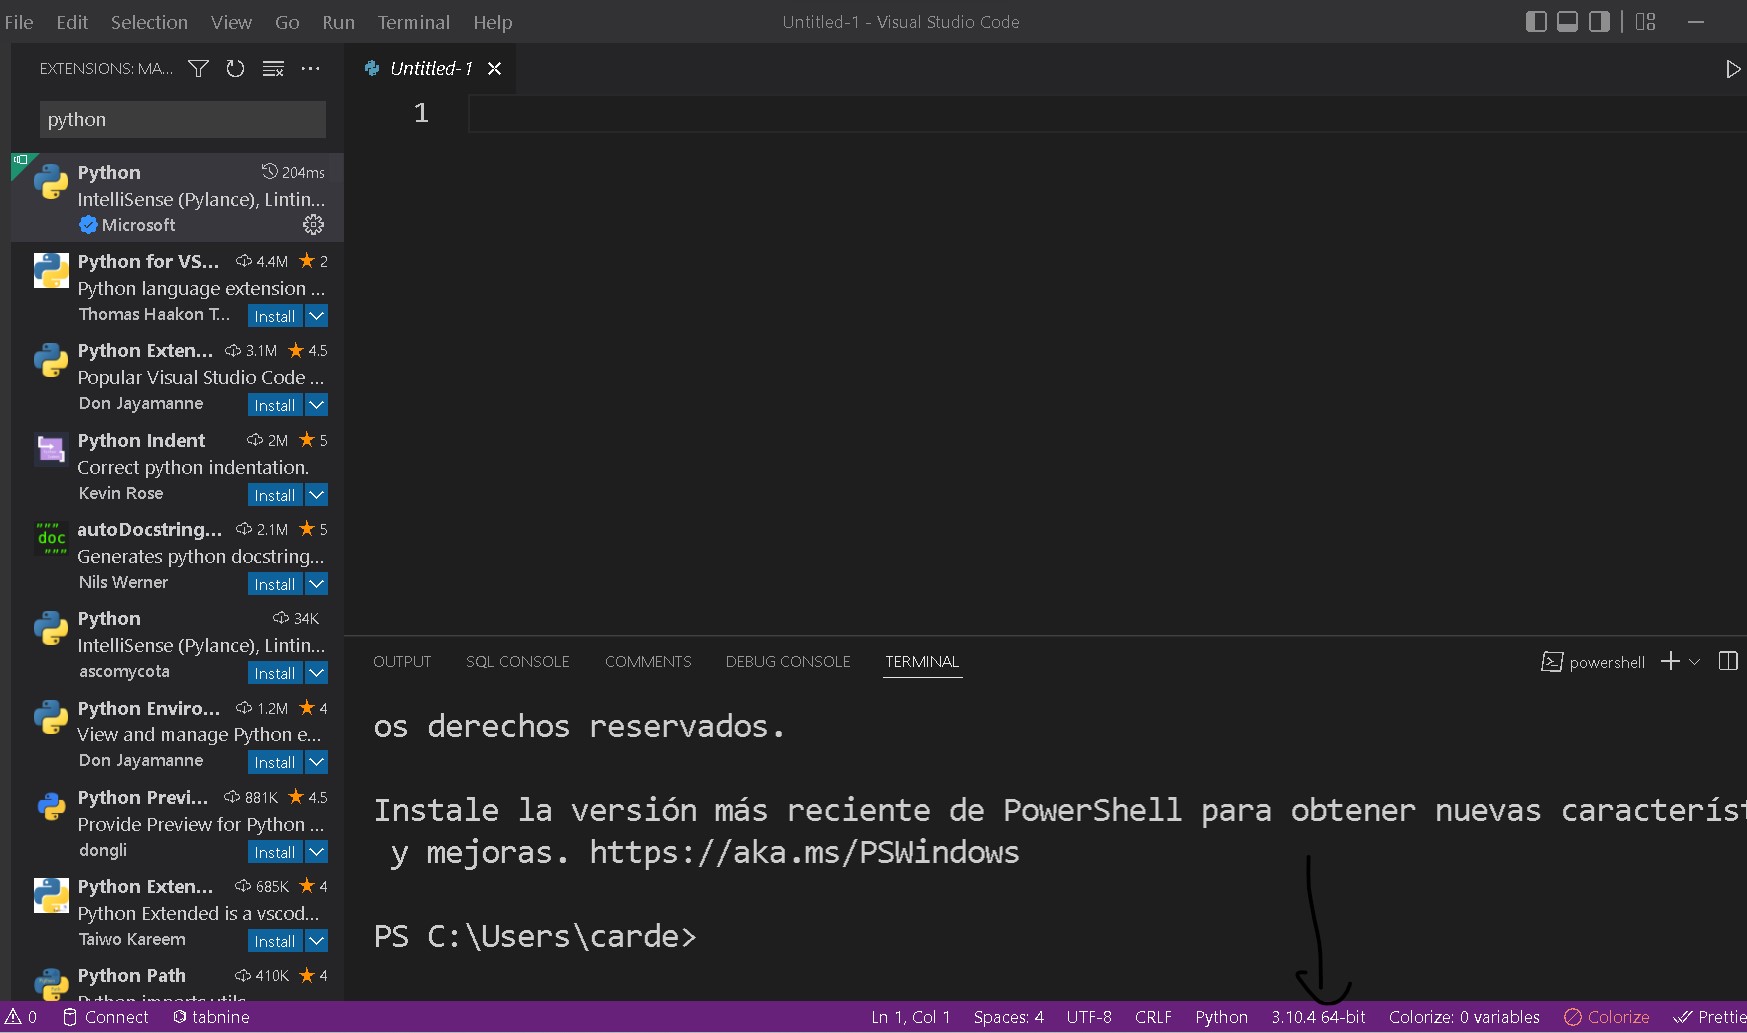 File Edit Selection View Go Run Terminal Help
Untitled-1 - Visual Studio Code
EXTENSIONS: MA...
python
Python 204ms
IntelliSense (Pylance), Lintin...
Microsoft
Python for VS... 4.4M 2
Python language extension ...
Thomas Haakon T... Install
Python Exten... 3.1M 4.5
Popular Visual Studio Code ...
Don Jayamanne Install
Python Indent 2M 5
Correct python indentation.
Kevin Rose Install
""" doc """
autoDocstring... 2.1M 5
Generates python docstring...
Nils Werner Install
Python 34K
IntelliSense (Pylance), Lintin...
ascomycota Install
Python Enviro... 1.2M 4
View and manage Python e...
Don Jayamanne Install
Python Previ... 881K 4.5
Provide Preview for Python ...
dongli Install
Python Exten... 685K 4
Python Extended is a vscod...
Taiwo Kareem Install
Python Path 410K 4
Python imports utils
Untitled-1
1
OUTPUT SQL CONSOLE COMMENTS DEBUG CONSOLE TERMINAL
powershell
os derechos reservados.
Instale la versión más reciente de PowerShell para obtener nuevas característ
y mejoras. https://aka.ms/PSWindows
PS C:\Users\carde>
0 Connect tabnine
Ln 1, Col 1 Spaces: 4 UTF-8 CRLF Python 3.10.4 64-bit Colorize: 0 variables Colorize Prettie